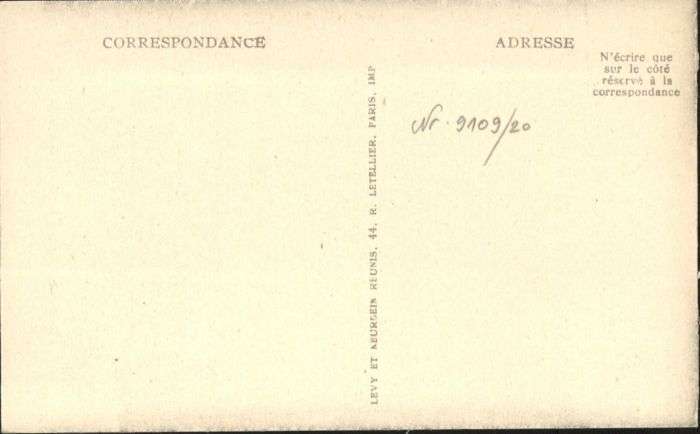 CORRESPONDANCE
ADRESSE
N'écrire que
sur le côté
réservé à la
correspondance
Nr. 9109/20
LEVY ET NEURDEIN REUNIS, 44, R. LETELLIER, PARIS, IMP